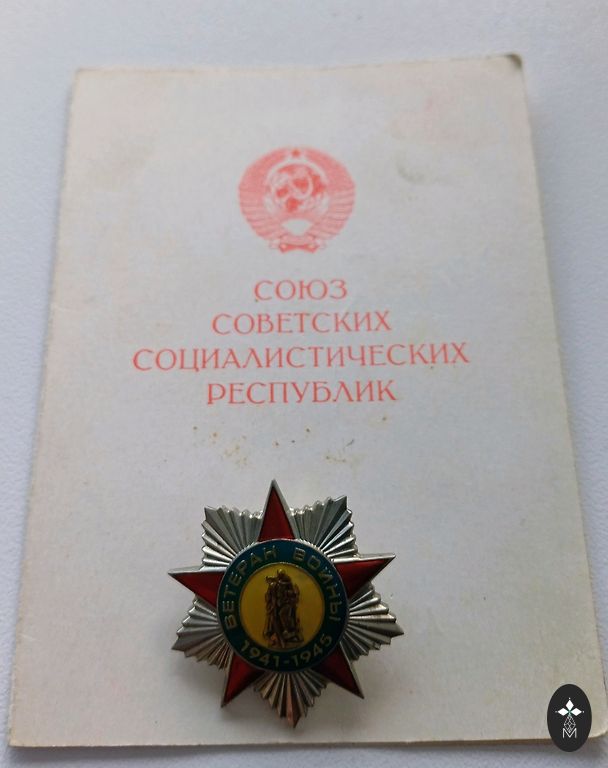 СОЮЗ
СОВЕТСКИХ
СОЦИАЛИСТИЧЕСКИХ
РЕСПУБЛИК
ВЕТЕРАН ВОЙНЫ
1941-1945
M